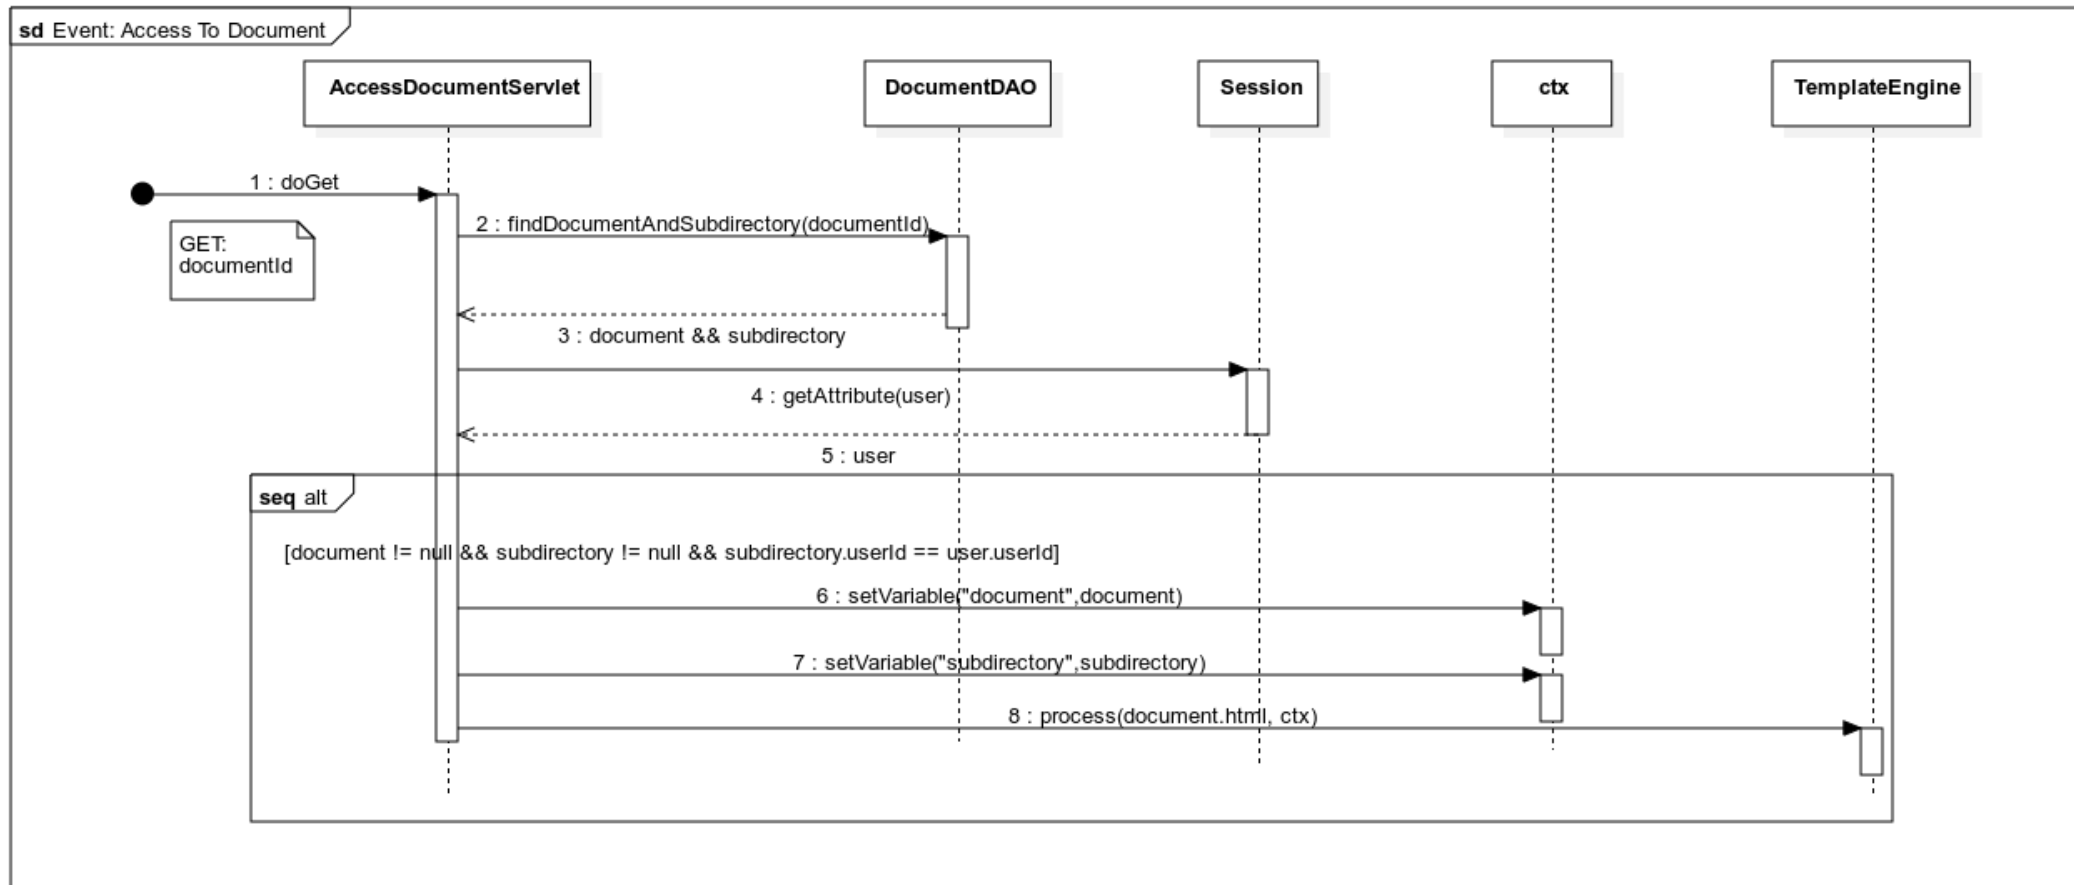 sd Event: Access To Document
AccessDocumentServlet
DocumentDAO
Session
ctx
TemplateEngine
1 : doGet
GET:
documentId
2 : findDocumentAndSubdirectory(documentId)
3 : document && subdirectory
4 : getAttribute(user)
5 : user
seq alt
[document != null && subdirectory != null && subdirectory.userId == user.userId]
6 : setVariable("document",document)
7 : setVariable("subdirectory",subdirectory)
8 : process(document.html, ctx)